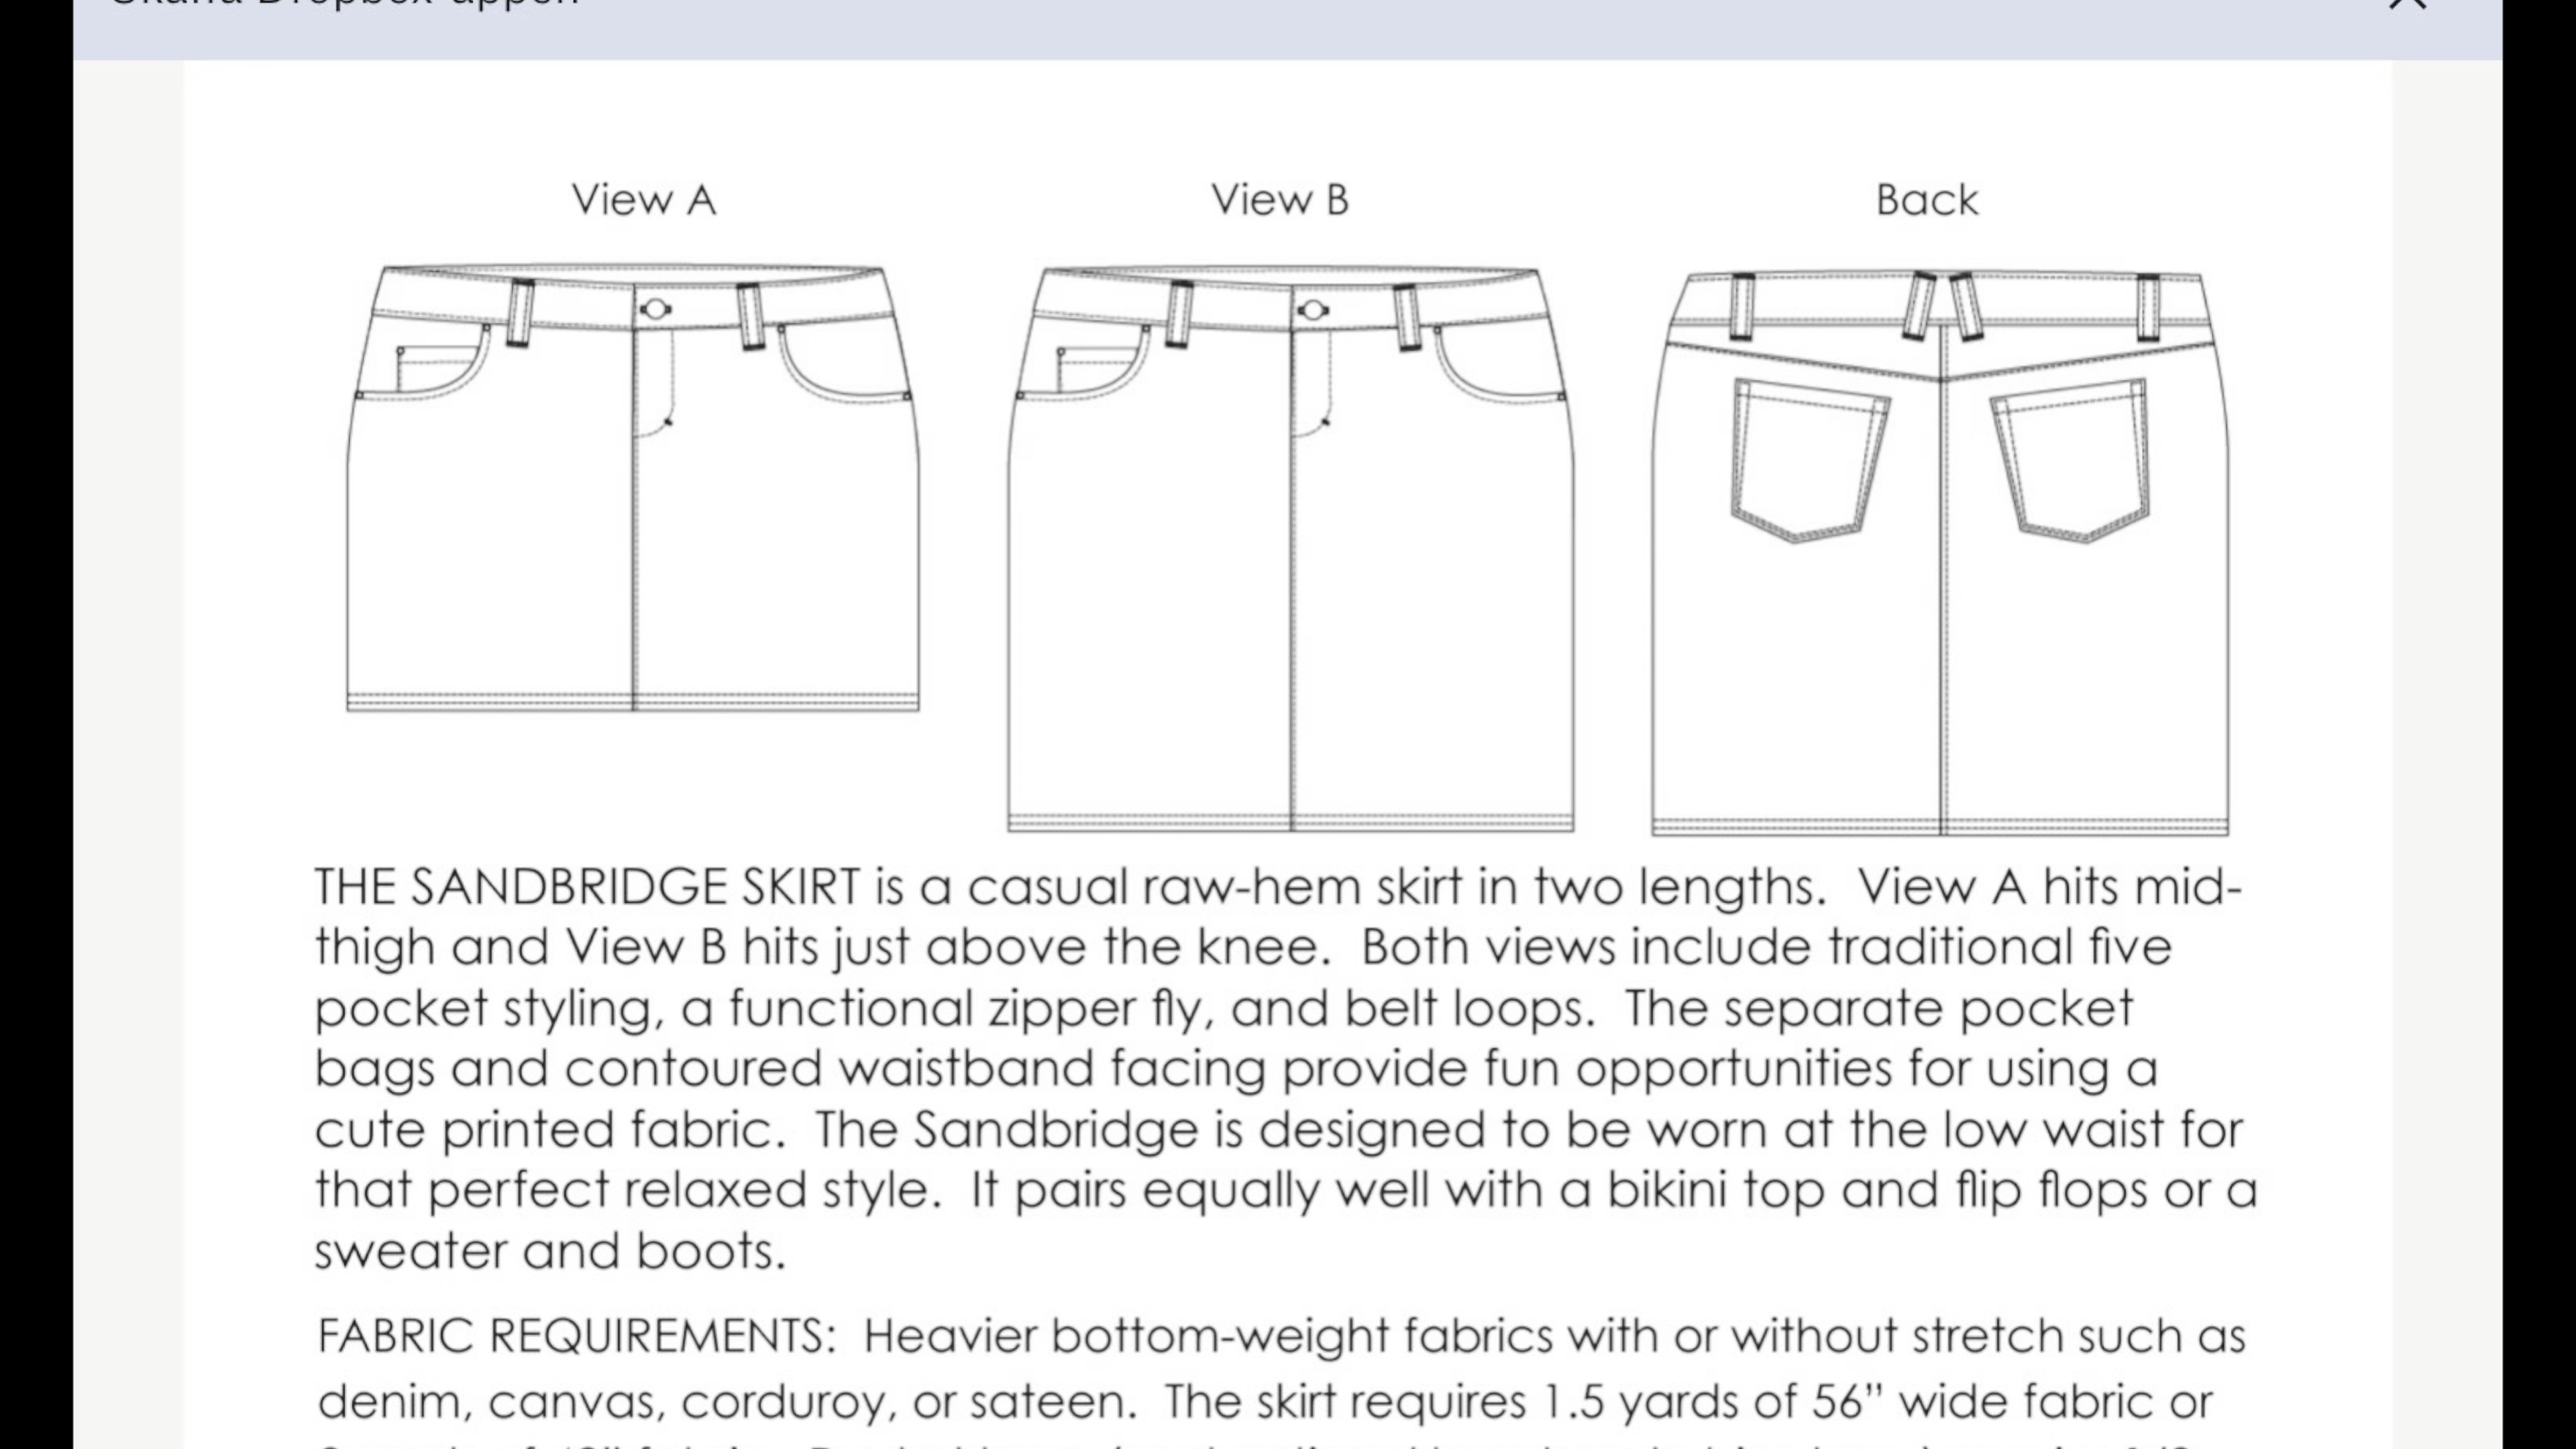 Dropbox-appen
View A
View B
Back
THE SANDBRIDGE SKIRT is a casual raw-hem skirt in two lengths.  View A hits mid-
thigh and View B hits just above the knee.  Both views include traditional five
pocket styling, a functional zipper fly, and belt loops.  The separate pocket
bags and contoured waistband facing provide fun opportunities for using a
cute printed fabric.  The Sandbridge is designed to be worn at the low waist for
that perfect relaxed style.  It pairs equally well with a bikini top and flip flops or a
sweater and boots.
FABRIC REQUIREMENTS:  Heavier bottom-weight fabrics with or without stretch such as
denim, canvas, corduroy, or sateen.  The skirt requires 1.5 yards of 56” wide fabric or